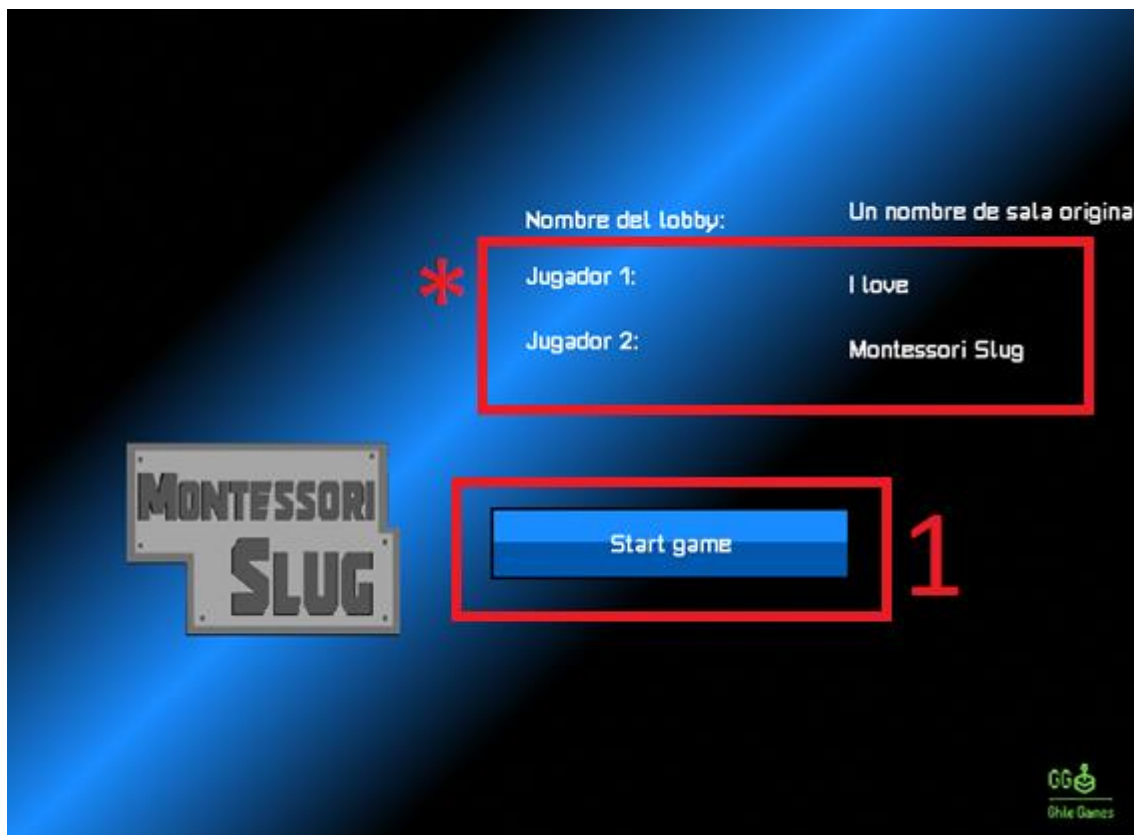 Nombre del lobby: Un nombre de sala origina
* Jugador 1: I love
Jugador 2: Montessori Slug
MONTESSORI
SLUG
Start game 1
GG
Ghile Games